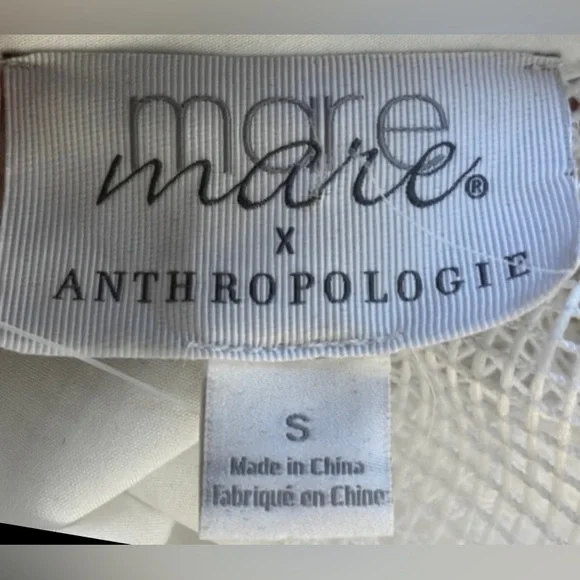 mare
mare®
X
ANTHROPOLOGIE
S
Made in China
Fabriqué en Chine